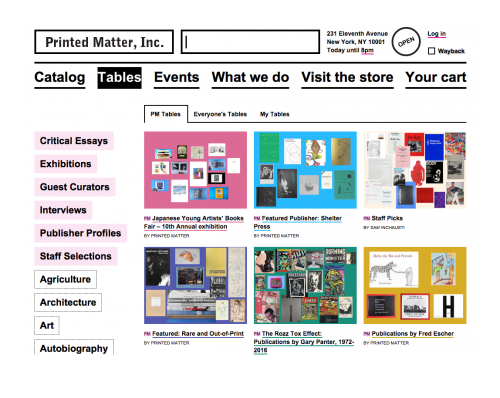 Printed Matter, Inc.
231 Eleventh Avenue
New York, NY 10001
Today until 8pm
OPEN
Log in
Wayback
Catalog
Tables
Events
What we do
Visit the store
Your cart
PM Tables
Everyone's Tables
My Tables
Critical Essays
Exhibitions
Guest Curators
Interviews
Publisher Profiles
Staff Selections
Agriculture
Architecture
Art
Autobiography
PM Japanese Young Artists' Books
Fair – 10th Annual exhibition
BY PRINTED MATTER
PM Featured Publisher: Shelter
Press
BY PRINTED MATTER
PM Staff Picks
BY SAM INCHAUSTI
PM Featured: Rare and Out-of-Print
BY PRINTED MATTER
BURNING
MONSTER
PM The Rozz Tox Effect:
Publications by Gary Panter, 1972-
2016
BY PRINTED MATTER
H
PM Publications by Fred Escher
BY PRINTED MATTER